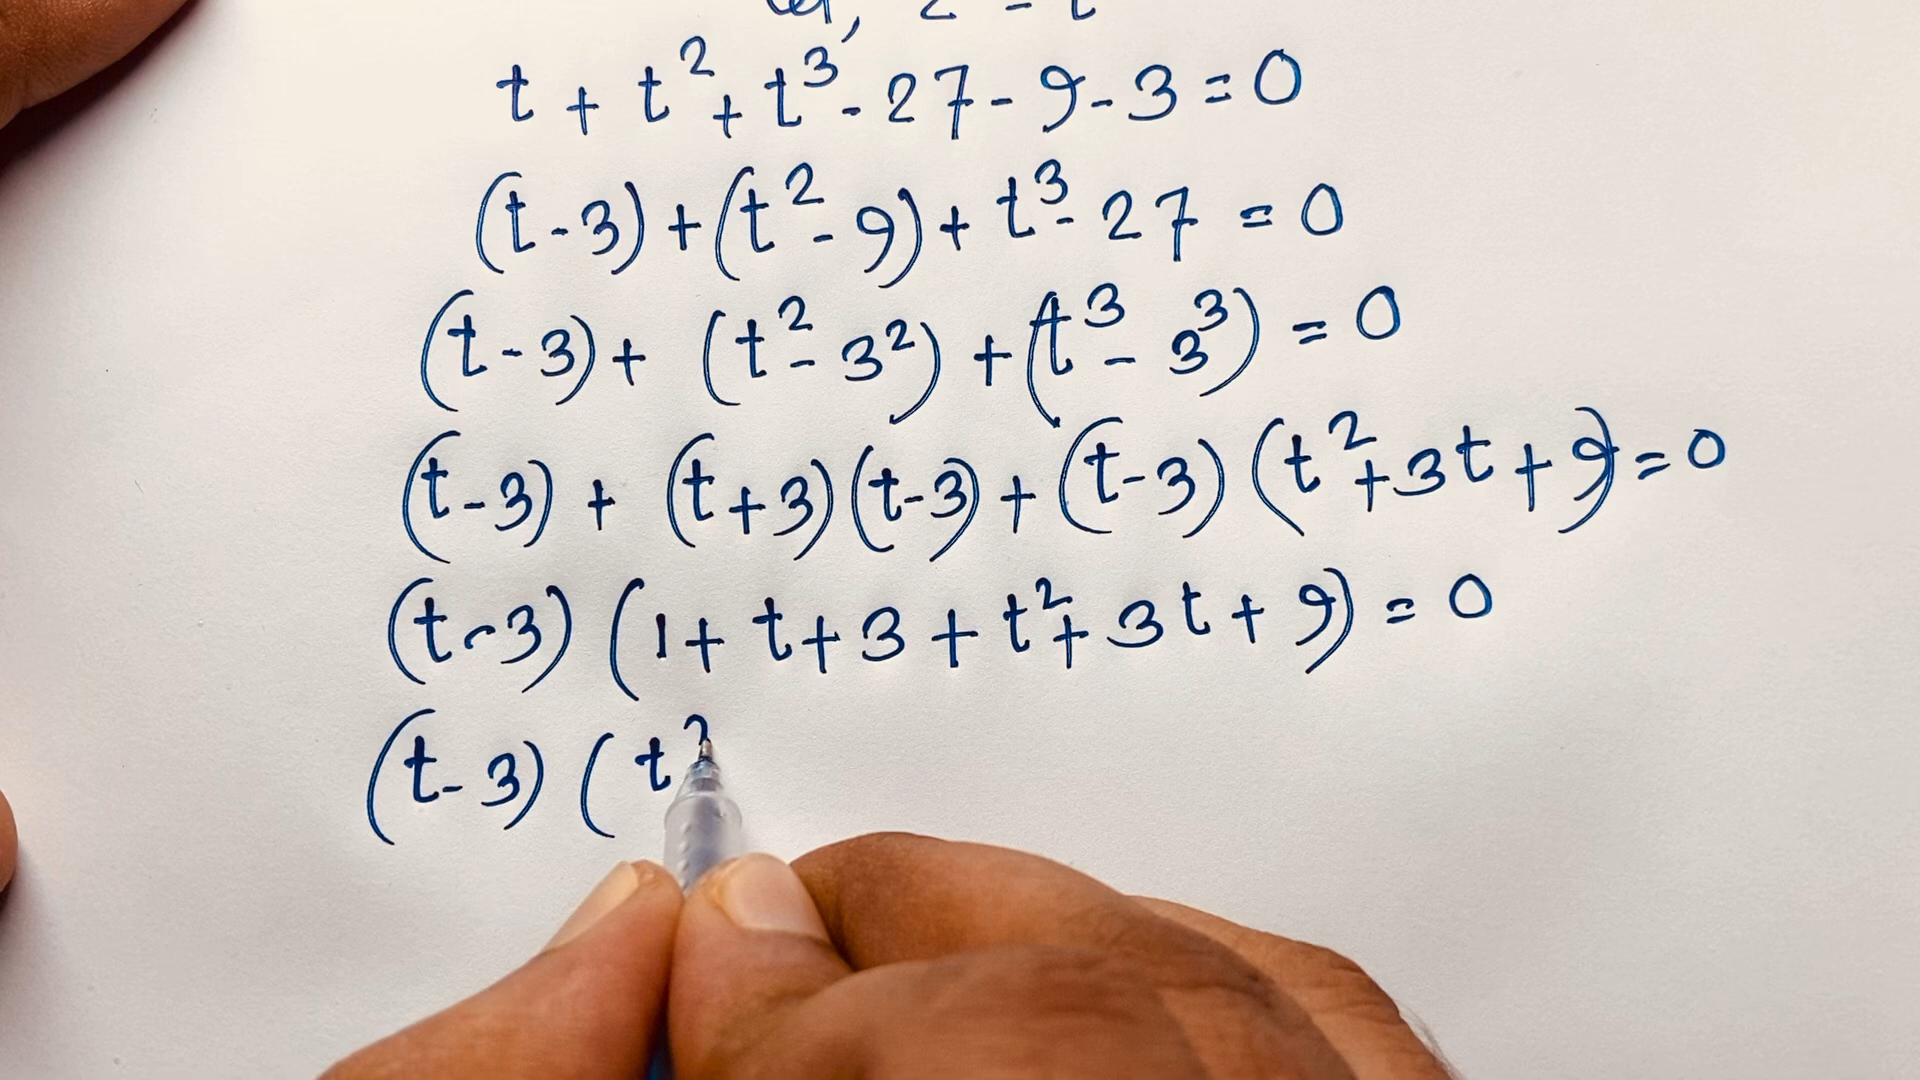 t + t² + t³ - 27 - 9 - 3 = 0
(t - 3) + (t² - 9) + t³ - 27 = 0
(t - 3) + (t² - 3²) + (t³ - 3³) = 0
(t - 3) + (t + 3)(t - 3) + (t - 3)(t² + 3t + 9) = 0
(t - 3)(1 + t + 3 + t² + 3t + 9) = 0
(t - 3)(t²